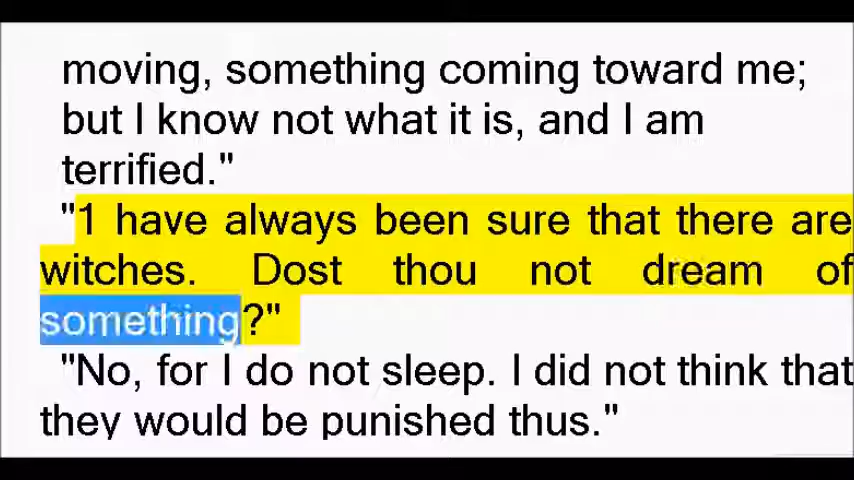 moving, something coming toward me;
but I know not what it is, and I am
terrified."
"1 have always been sure that there are
witches. Dost thou not dream of
something?"
"No, for I do not sleep. I did not think that
they would be punished thus."